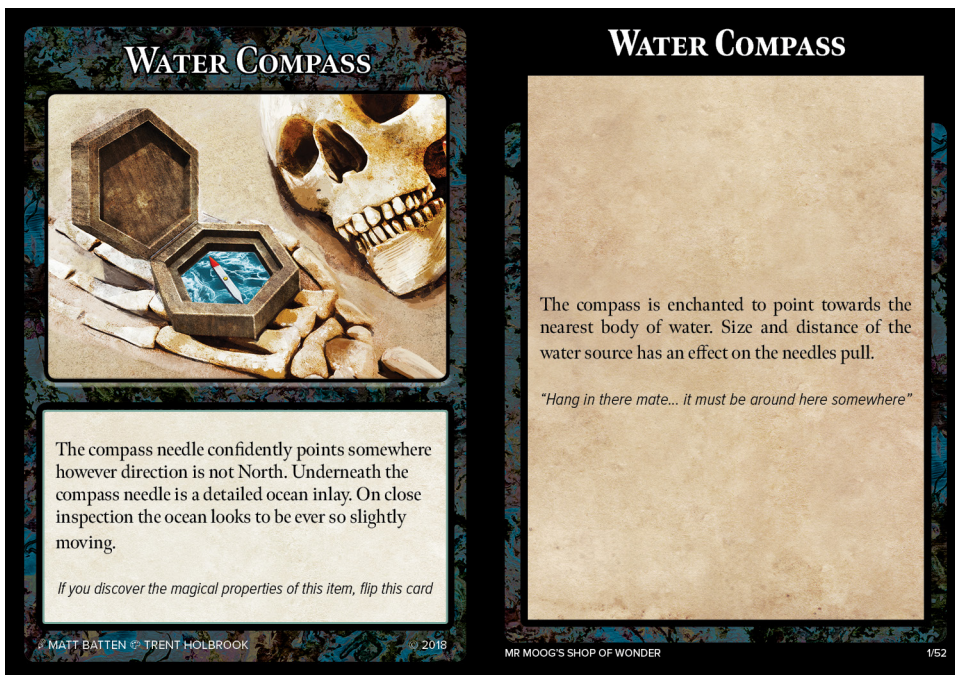 WATER COMPASS
The compass needle confidently points somewhere
however direction is not North. Underneath the
compass needle is a detailed ocean inlay. On close
inspection the ocean looks to be ever so slightly
moving.
If you discover the magical properties of this item, flip this card
MATT BATTEN TRENT HOLBROOK © 2018
WATER COMPASS
The compass is enchanted to point towards the
nearest body of water. Size and distance of the
water source has an effect on the needles pull.
“Hang in there mate... it must be around here somewhere”
MR MOOG'S SHOP OF WONDER 1/52